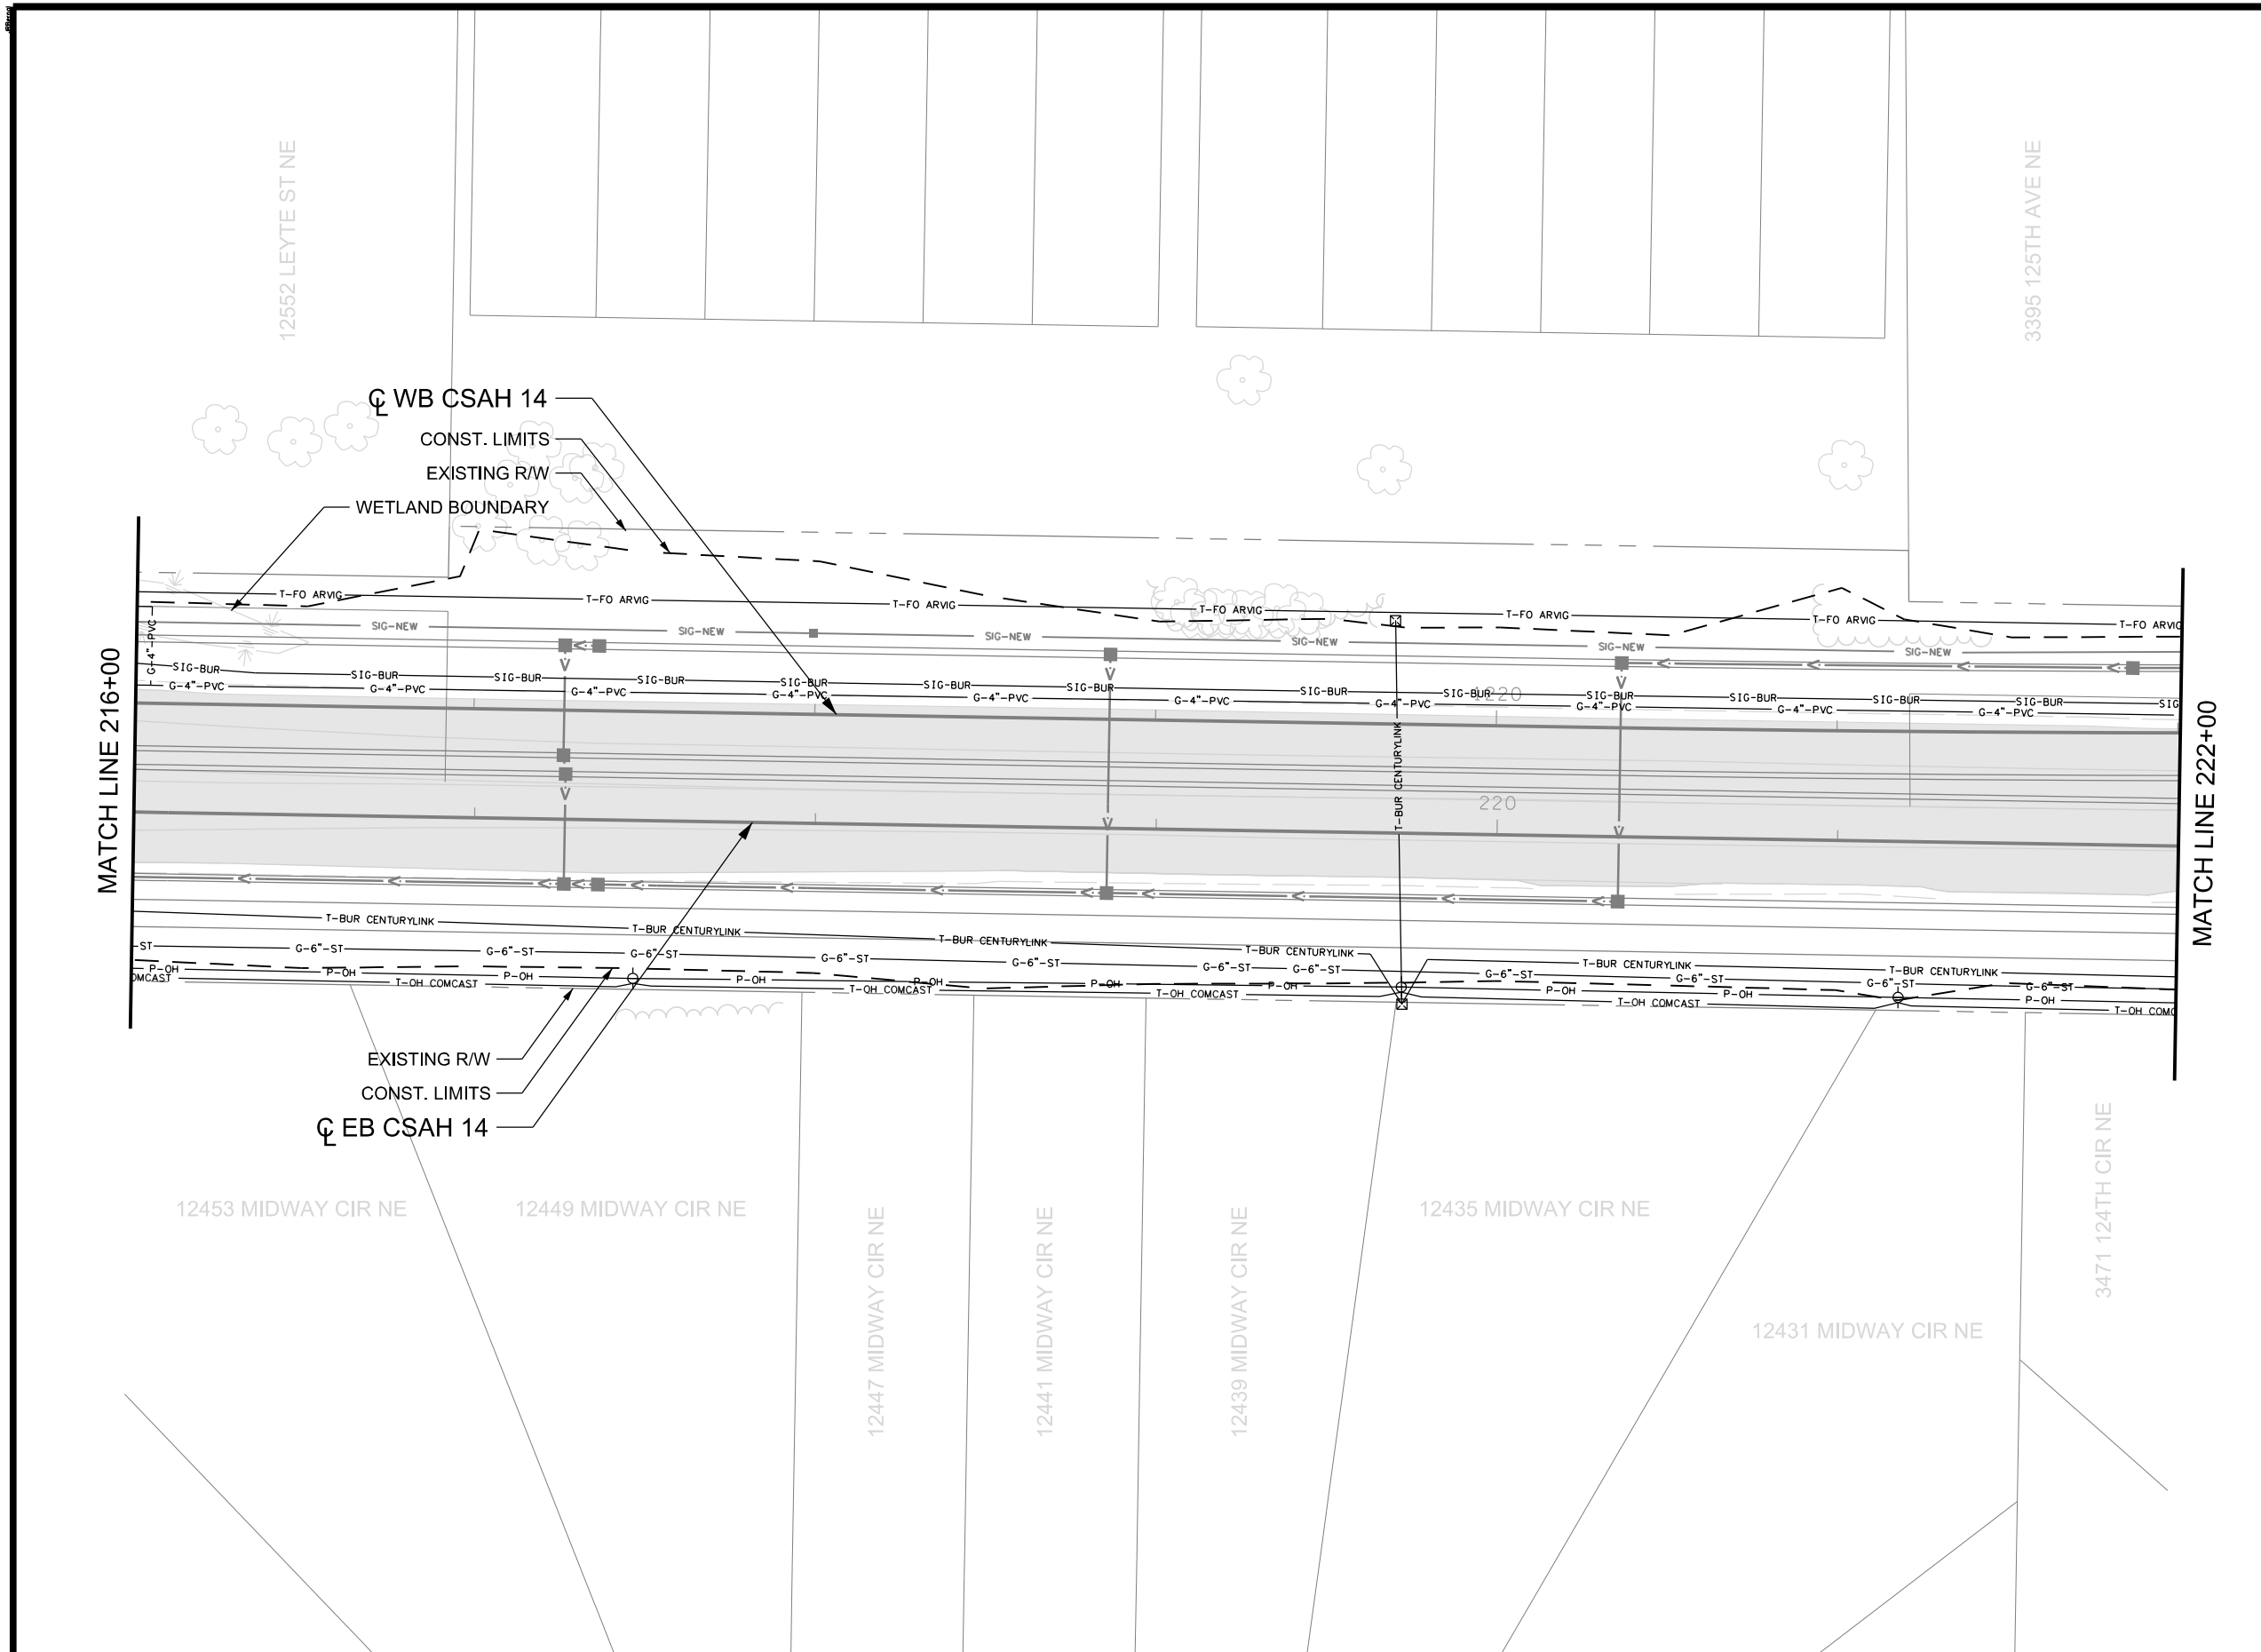 12552 LEYTE ST NE
3395 125TH AVE NE
℄ WB CSAH 14
CONST. LIMITS
EXISTING R/W
WETLAND BOUNDARY
T-FO ARVIG T-FO ARVIG T-FO ARVIG T-FO ARVIG T-FO ARVIG T-FO ARVIG T-FO ARVIG
SIG-NEW SIG-NEW SIG-NEW SIG-NEW SIG-NEW SIG-NEW
G-4"-PVC
SIG-BUR SIG-BUR SIG-BUR SIG-BUR SIG-BUR SIG-BUR SIG-BUR SIG-BUR SIG-BUR SIG-BUR SIG-BUR SIG-BUR SIG-BUR SIG
G-4"-PVC G-4"-PVC G-4"-PVC G-4"-PVC G-4"-PVC G-4"-PVC G-4"-PVC G-4"-PVC G-4"-PVC G-4"-PVC
1220
T-BUR CENTURYLINK
220
MATCH LINE 216+00
MATCH LINE 222+00
T-BUR CENTURYLINK T-BUR CENTURYLINK T-BUR CENTURYLINK T-BUR CENTURYLINK T-BUR CENTURYLINK T-BUR CENTURYLINK
ST G-6"-ST G-6"-ST G-6"-ST G-6"-ST G-6"-ST G-6"-ST G-6"-ST G-6"-ST G-6"-ST G-6"-ST G-6"-ST
P-OH P-OH P-OH P-OH P-OH P-OH P-OH P-OH P-OH P-OH
OMCAST T-OH COMCAST T-OH COMCAST T-OH COMCAST T-OH COMCAST T-OH COMC
EXISTING R/W
CONST. LIMITS
℄ EB CSAH 14
12453 MIDWAY CIR NE
12449 MIDWAY CIR NE
12447 MIDWAY CIR NE
12441 MIDWAY CIR NE
12439 MIDWAY CIR NE
12435 MIDWAY CIR NE
12431 MIDWAY CIR NE
3471 124TH CIR NE